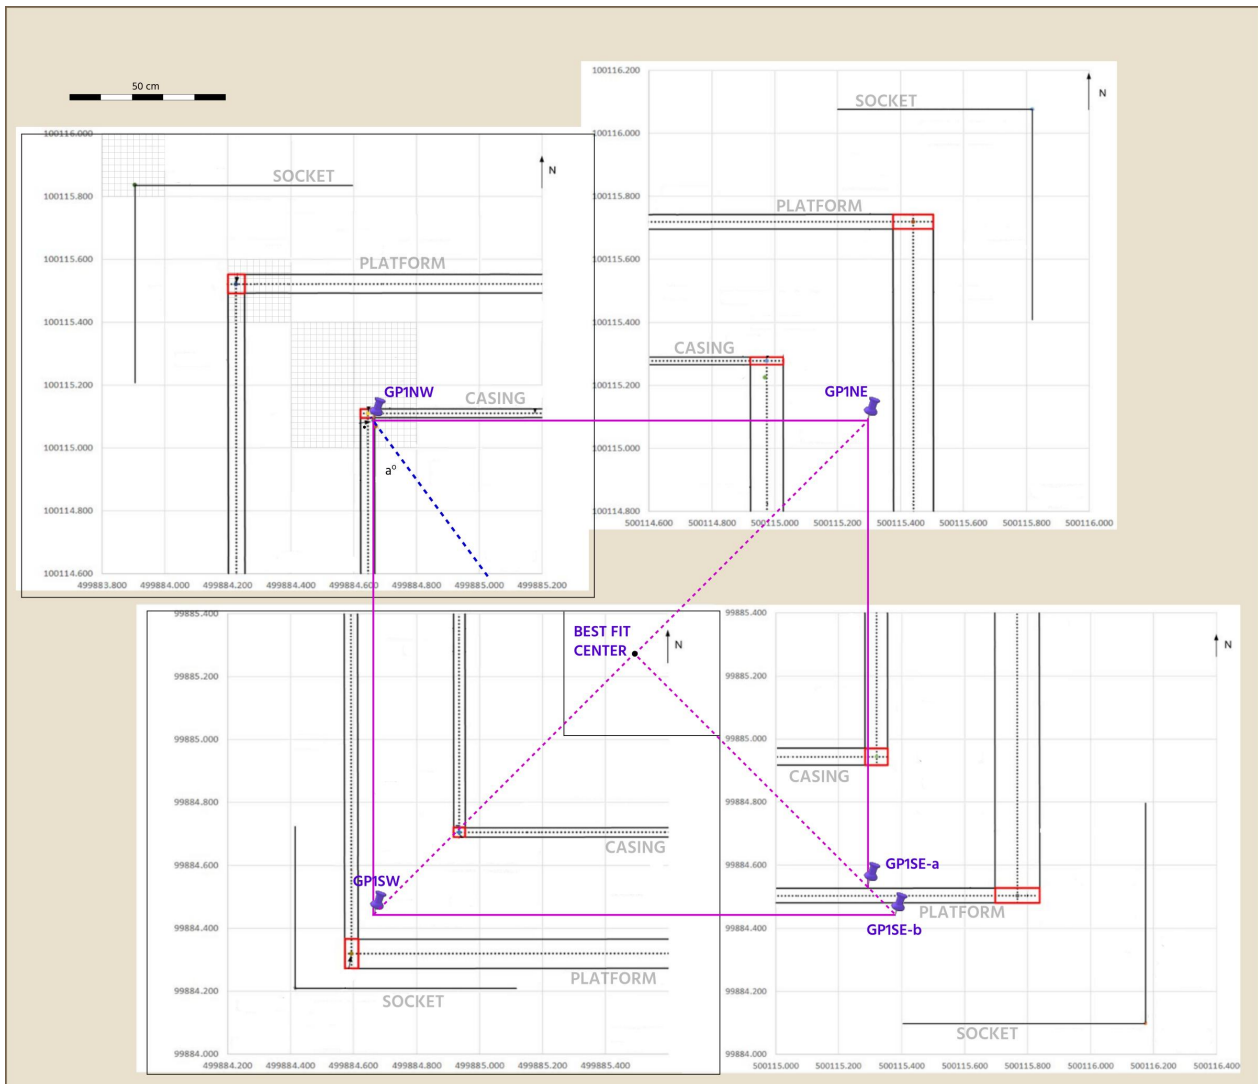 50 cm
100116.200
SOCKET
N
100116.000
100116.000
N
SOCKET
100115.800
100115.800
PLATFORM
PLATFORM
100115.600
100115.600
100115.400
100115.400
CASING
100115.200
100115.200
GP1NW
GP1NE
CASING
100115.000
100115.000
aº
100114.800
100114.800
500114.600 500114.800 500115.000 500115.200 500115.400 500115.600 500115.800 500116.000
100114.600
499883.800 499884.000 499884.200 499884.400 499884.600 499884.800 499885.000 499885.200
99885.400
99885.400
BEST FIT
CENTER
N
N
99885.200
99885.200
99885.000
99885.000
CASING
99884.800
99884.800
CASING
99884.600
99884.600
GP1SE-a
GP1SW
PLATFORM
99884.400
99884.400
GP1SE-b
PLATFORM
SOCKET
99884.200
99884.200
SOCKET
99884.000
99884.000
499884.200 499884.400 499884.600 499884.800 499885.000 499885.200 499885.400
500115.000 500115.200 500115.400 500115.600 500115.800 500116.000 500116.200 500116.400